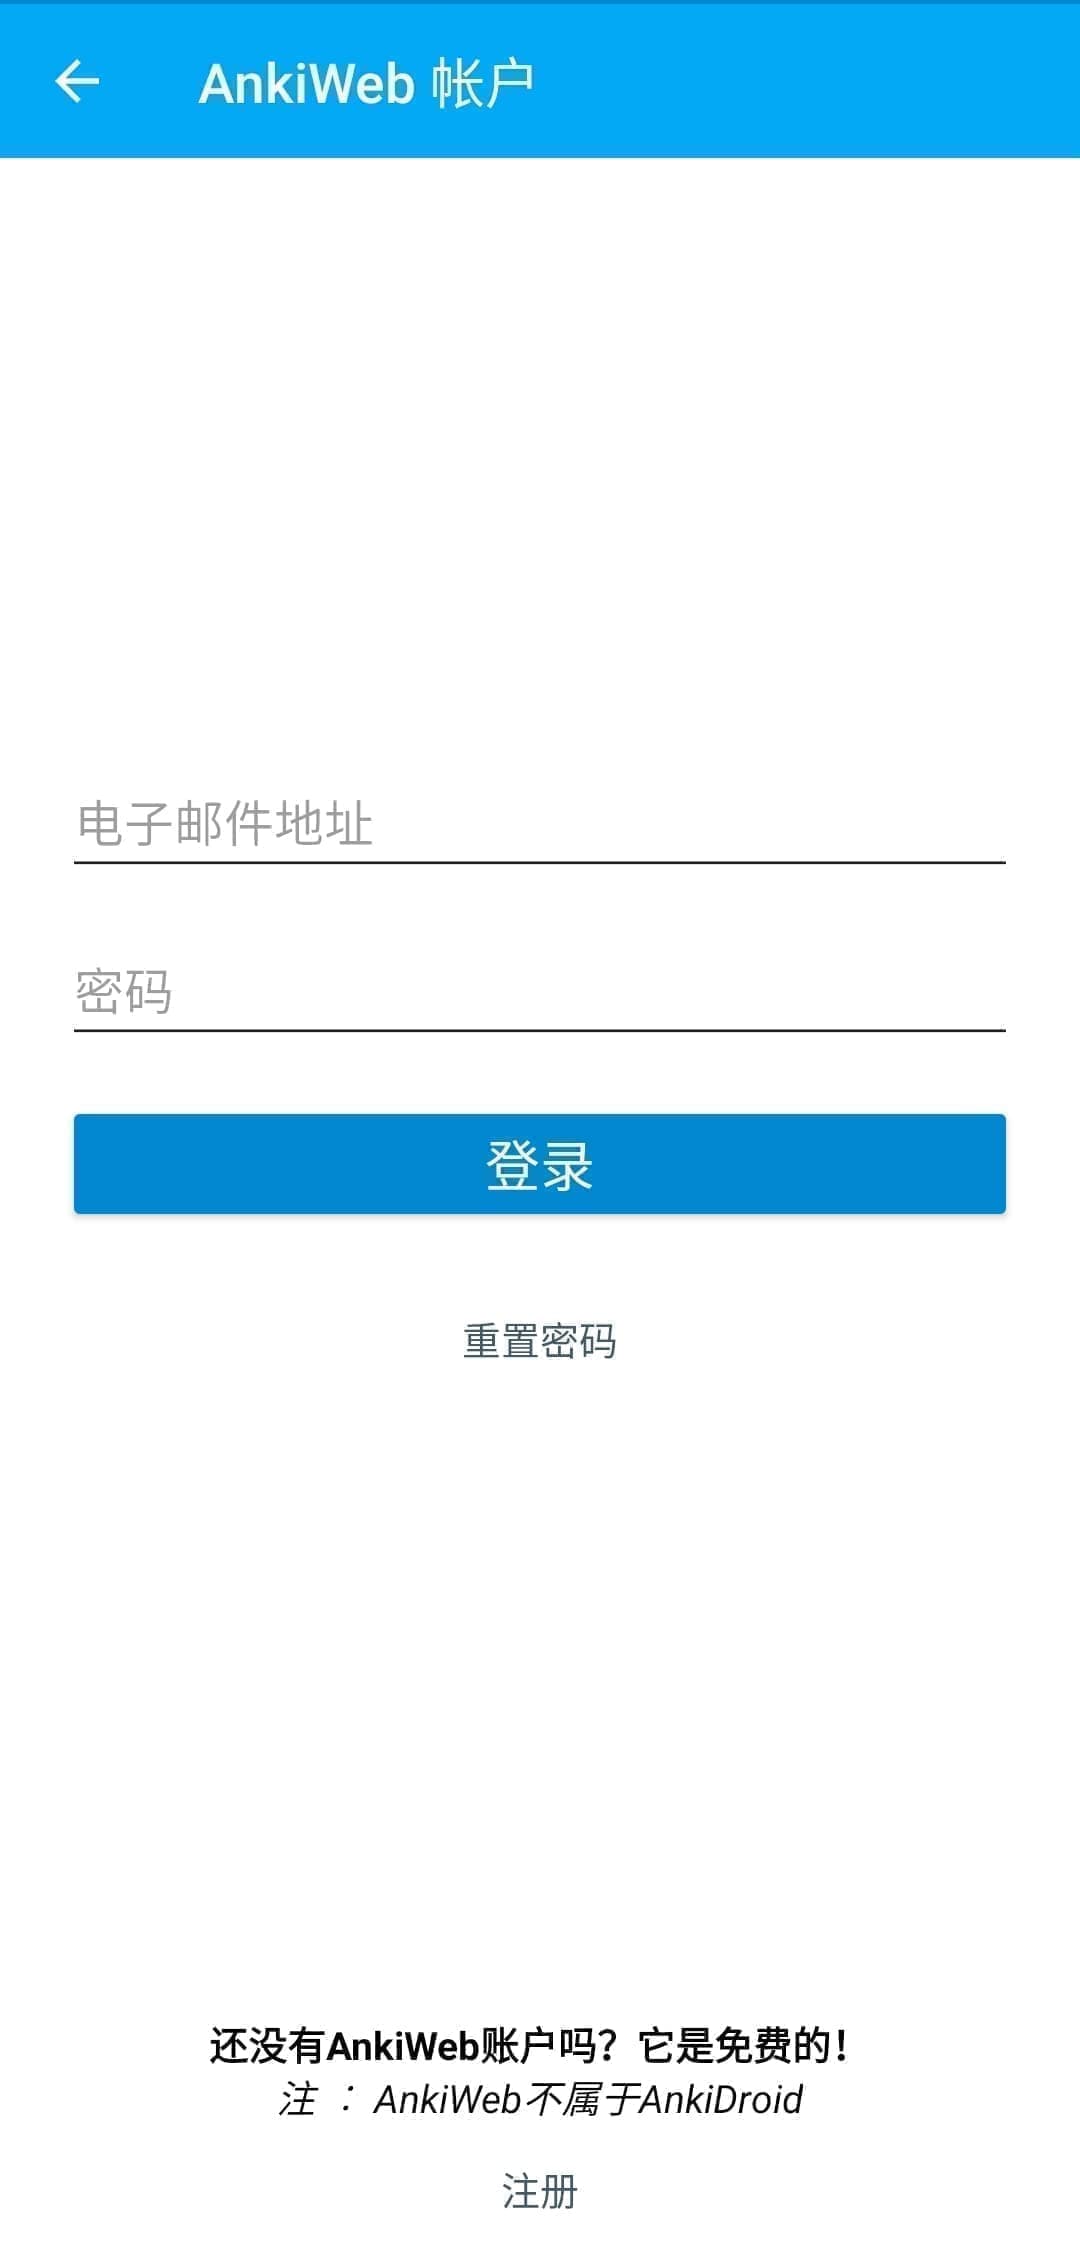 AnkiWeb 帐户
电子邮件地址
密码
登录
重置密码
还没有AnkiWeb账户吗？它是免费的！
注 ： AnkiWeb不属于AnkiDroid
注册